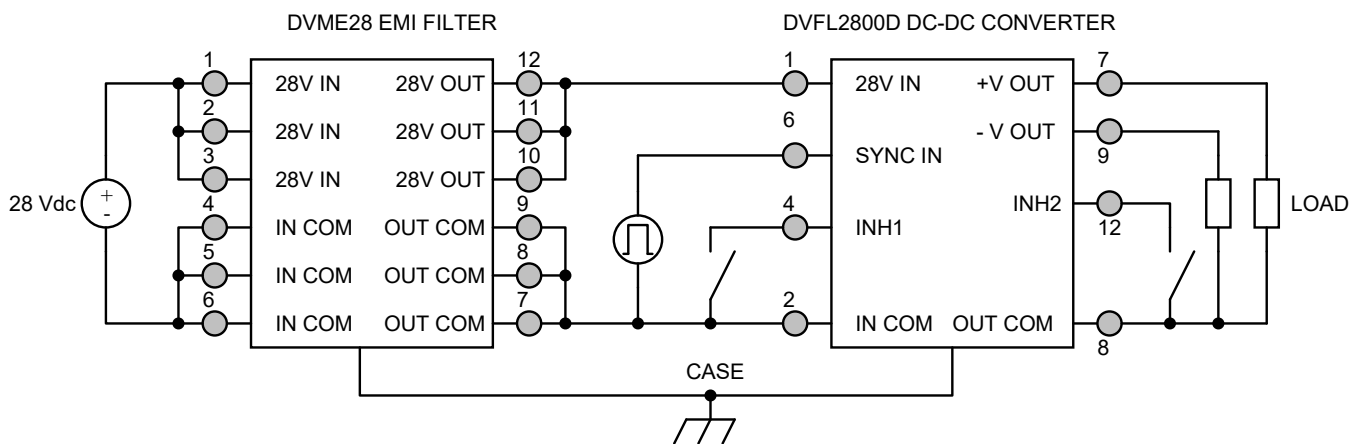 DVME28 EMI FILTER
DVFL2800D DC-DC CONVERTER
1
28V IN
28V OUT
12
2
28V IN
28V OUT
11
3
28V IN
28V OUT
10
4
IN COM
OUT COM
9
5
IN COM
OUT COM
8
6
IN COM
OUT COM
7
28 Vdc
+
-
1
28V IN
+V OUT
7
- V OUT
9
6
SYNC IN
4
INH1
INH2
12
2
IN COM
OUT COM
8
LOAD
CASE